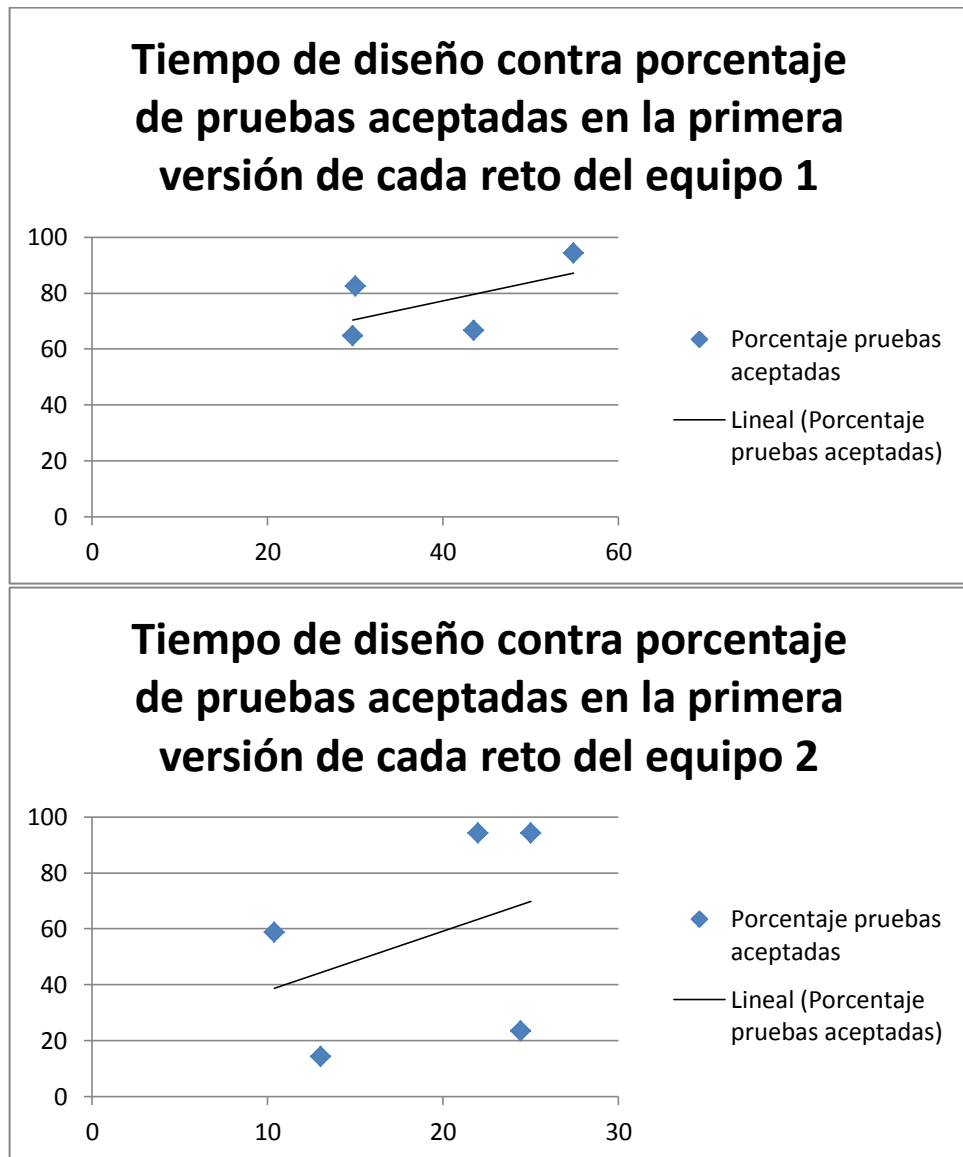 Tiempo de diseño contra porcentaje
de pruebas aceptadas en la primera
versión de cada reto del equipo 1
100
80
60
40
20
0
0 20 40 60
Porcentaje pruebas
aceptadas
Lineal (Porcentaje
pruebas aceptadas)
Tiempo de diseño contra porcentaje
de pruebas aceptadas en la primera
versión de cada reto del equipo 2
100
80
60
40
20
0
0 10 20 30
Porcentaje pruebas
aceptadas
Lineal (Porcentaje
pruebas aceptadas)